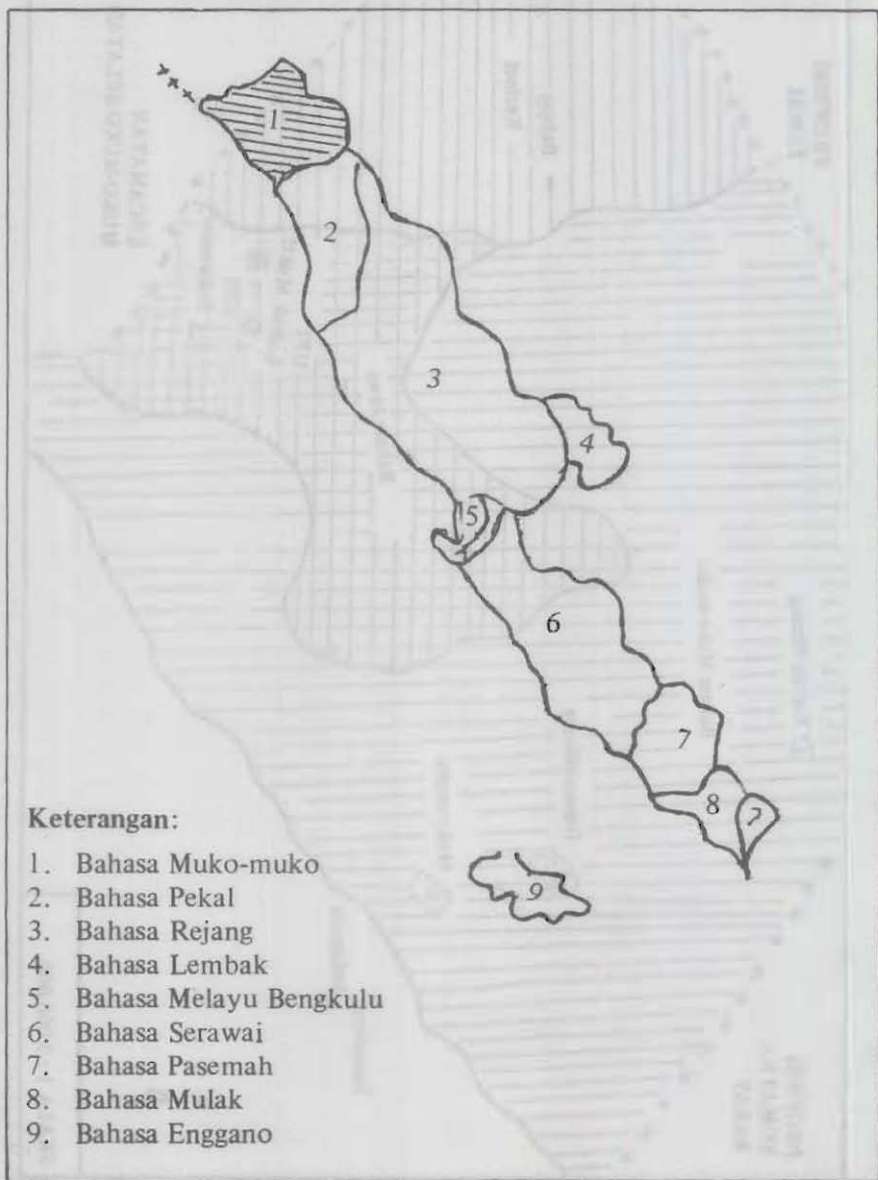 1
2
3
4
5
6
7
8
7
9
Keterangan:
1. Bahasa Muko-muko
2. Bahasa Pekal
3. Bahasa Rejang
4. Bahasa Lembak
5. Bahasa Melayu Bengkulu
6. Bahasa Serawai
7. Bahasa Pasemah
8. Bahasa Mulak
9. Bahasa Enggano